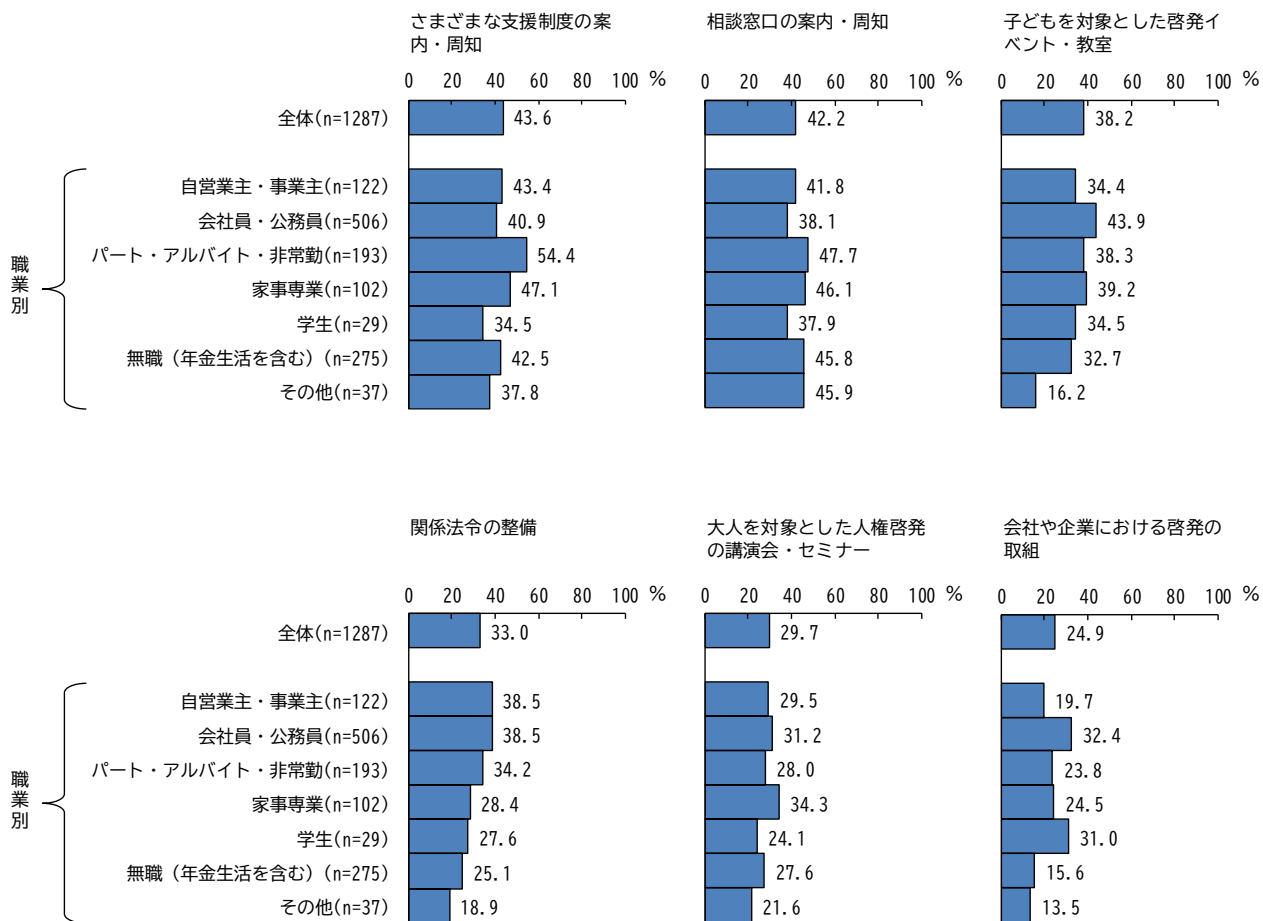 さまざまな支援制度の案
内・周知
相談窓口の案内・周知
子どもを対象とした啓発イ
ベント・教室
0 20 40 60 80 100 %
0 20 40 60 80 100 %
0 20 40 60 80 100 %
全体(n=1287) 43.6 42.2 38.2
職業別
自営業主・事業主(n=122) 43.4 41.8 34.4
会社員・公務員(n=506) 40.9 38.1 43.9
パート・アルバイト・非常勤(n=193) 54.4 47.7 38.3
家事専業(n=102) 47.1 46.1 39.2
学生(n=29) 34.5 37.9 34.5
無職（年金生活を含む）(n=275) 42.5 45.8 32.7
その他(n=37) 37.8 45.9 16.2
関係法令の整備
大人を対象とした人権啓発
の講演会・セミナー
会社や企業における啓発の
取組
0 20 40 60 80 100 %
0 20 40 60 80 100 %
0 20 40 60 80 100 %
全体(n=1287) 33.0 29.7 24.9
職業別
自営業主・事業主(n=122) 38.5 29.5 19.7
会社員・公務員(n=506) 38.5 31.2 32.4
パート・アルバイト・非常勤(n=193) 34.2 28.0 23.8
家事専業(n=102) 28.4 34.3 24.5
学生(n=29) 27.6 24.1 31.0
無職（年金生活を含む）(n=275) 25.1 27.6 15.6
その他(n=37) 18.9 21.6 13.5